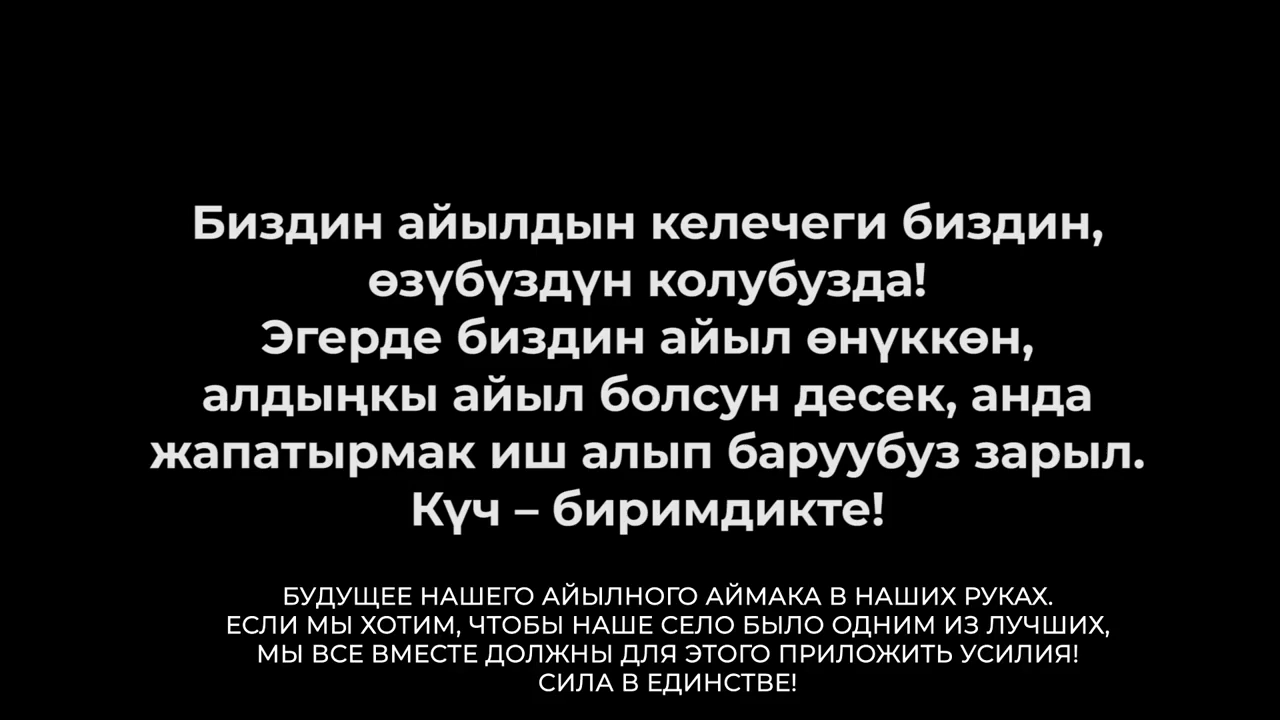 Биздин айылдын келечеги биздин,
өзүбүздүн колубузда!
Эгерде биздин айыл өнүккөн,
алдыңкы айыл болсун десек, анда
жапатырмак иш алып баруубуз зарыл.
Күч – биримдикте!
БУДУЩЕЕ НАШЕГО АЙЫЛНОГО АЙМАКА В НАШИХ РУКАХ.
ЕСЛИ МЫ ХОТИМ, ЧТОБЫ НАШЕ СЕЛО БЫЛО ОДНИМ ИЗ ЛУЧШИХ,
МЫ ВСЕ ВМЕСТЕ ДОЛЖНЫ ДЛЯ ЭТОГО ПРИЛОЖИТЬ УСИЛИЯ!
СИЛА В ЕДИНСТВЕ!